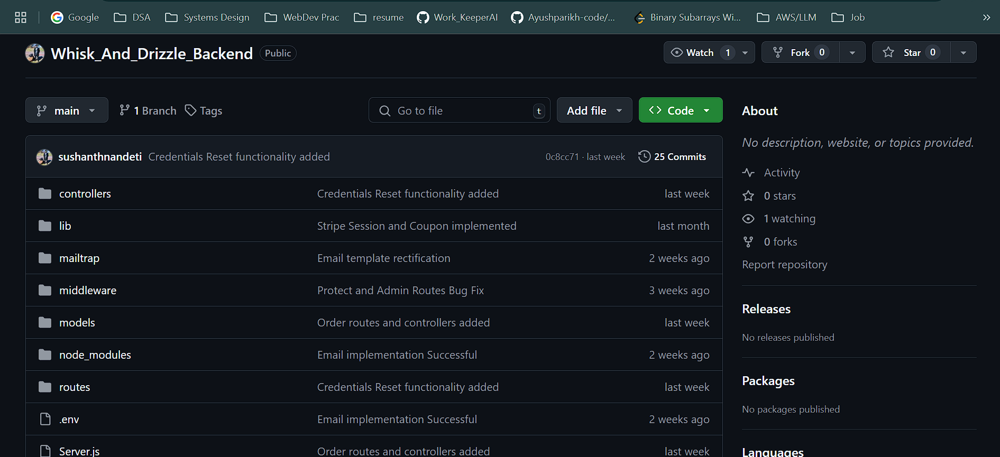 Google DSA Systems Design WebDev Prac resume Work_KeeperAI Ayushparikh-code/... Binary Subarrays Wi... AWS/LLM Job
Whisk_And_Drizzle_Backend Public Watch 1 Fork 0 Star 0
main 1 Branch Tags Go to file t Add file Code
About
No description, website, or topics provided.
sushanthnandeti Credentials Reset functionality added 0c8cc71 · last week 25 Commits
controllers Credentials Reset functionality added last week
lib Stripe Session and Coupon implemented last month
mailtrap Email template rectification 2 weeks ago
middleware Protect and Admin Routes Bug Fix 3 weeks ago
models Order routes and controllers added last week
node_modules Email implementation Successful 2 weeks ago
routes Credentials Reset functionality added last week
.env Email implementation Successful 2 weeks ago
Server.js Order routes and controllers added last week
Activity
0 stars
1 watching
0 forks
Report repository
Releases
No releases published
Packages
No packages published
Languages